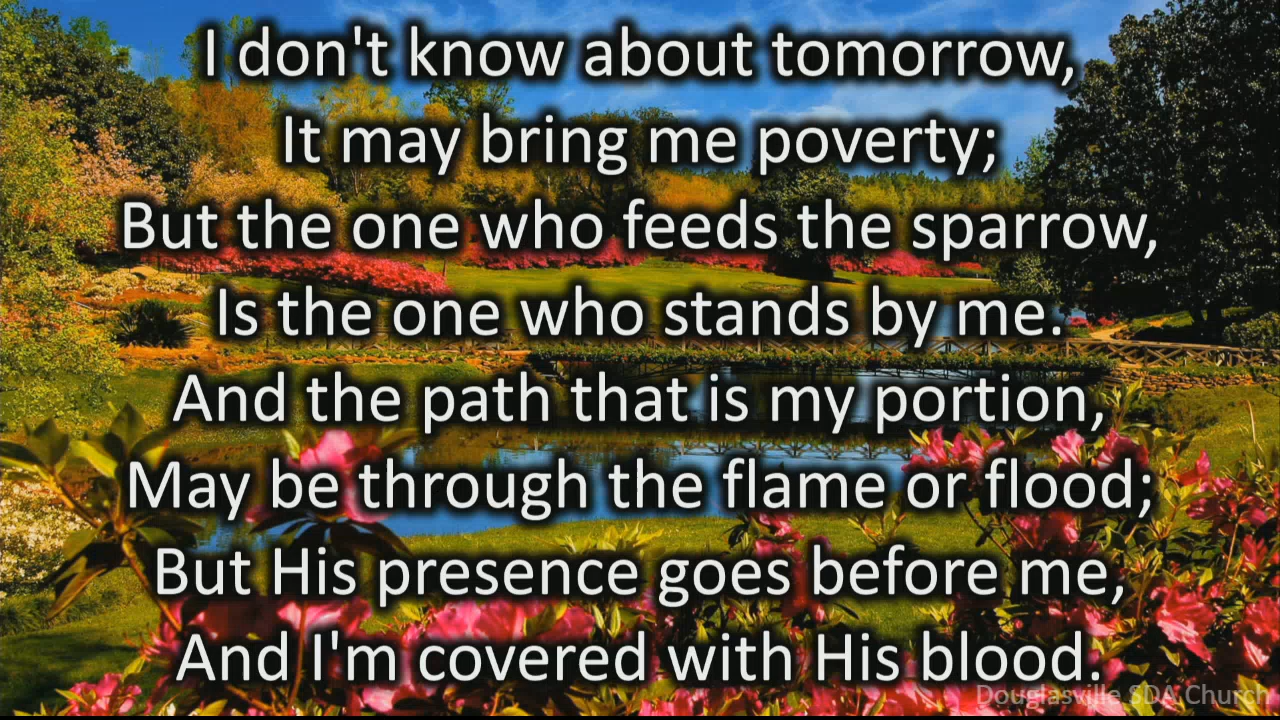 I don't know about tomorrow,
It may bring me poverty;
But the one who feeds the sparrow,
Is the one who stands by me.
And the path that is my portion,
May be through the flame or flood;
But His presence goes before me,
And I'm covered with His blood.
Douglasville SDA Church